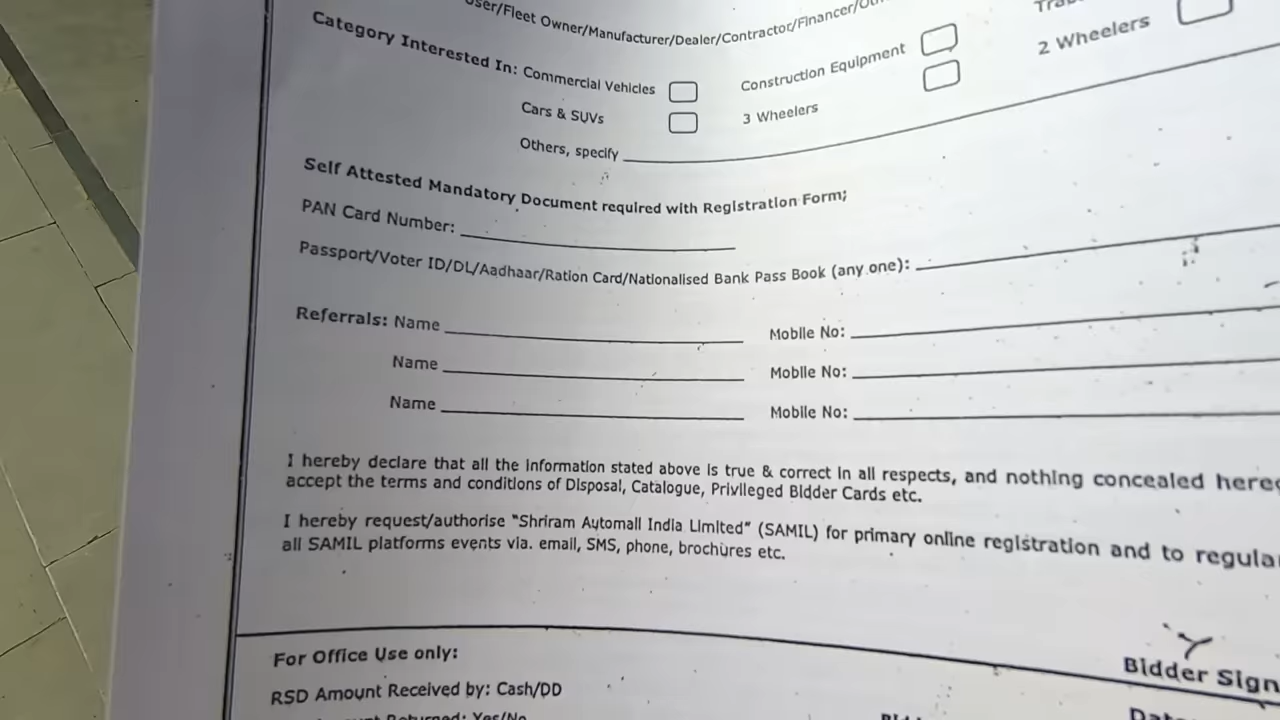 User/Fleet Owner/Manufacturer/Dealer/Contractor/Financer/
Category Interested In: Commercial Vehicles Construction Equipment 2 Wheelers
Cars & SUVs 3 Wheelers
Others, specify
Self Attested Mandatory Document required with Registration Form;
PAN Card Number:
Passport/Voter ID/DL/Aadhaar/Ration Card/Nationalised Bank Pass Book (any one):
Referrals: Name Mobile No:
Name Mobile No:
Name Mobile No:
I hereby declare that all the information stated above is true & correct in all respects, and nothing concealed
accept the terms and conditions of Disposal, Catalogue, Privileged Bidder Cards etc.
I hereby request/authorise "Shriram Automall India Limited" (SAMIL) for primary online registration and to
all SAMIL platforms events via. email, SMS, phone, brochures etc.
Bidder Sign
For Office Use only:
RSD Amount Received by: Cash/DD
Returned: Yes/No